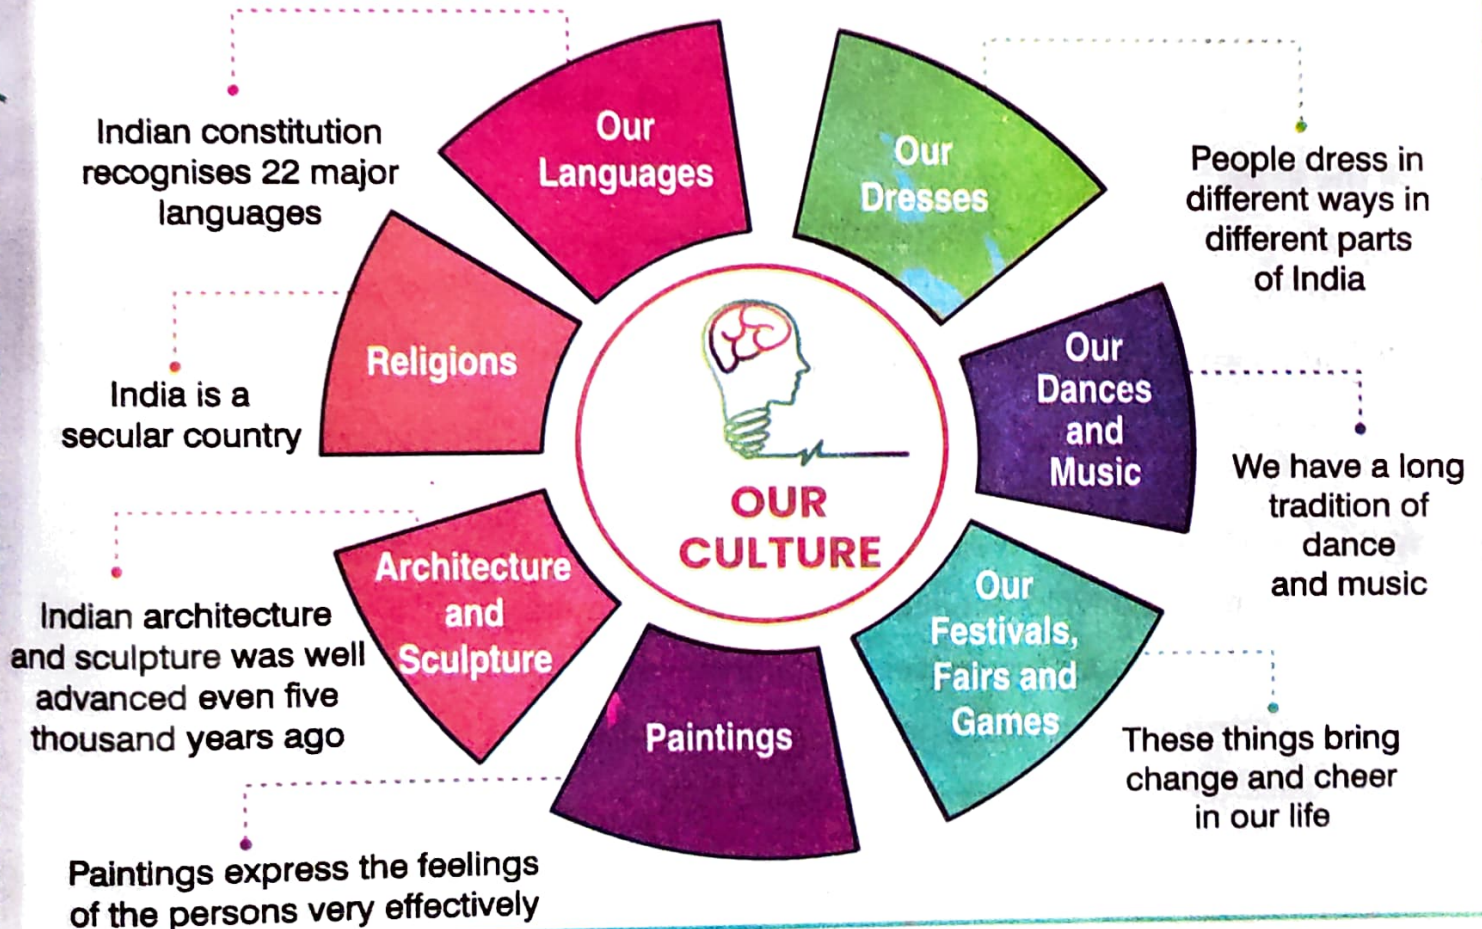 Our
Languages
Indian constitution
recognises 22 major
languages
Our
Dresses
People dress in
different ways in
different parts
of India
Religions
India is a
secular country
Our
Dances
and
Music
We have a long
tradition of
dance
and music
OUR
CULTURE
Architecture
and
Sculpture
Indian architecture
and sculpture was well
advanced even five
thousand years ago
Our
Festivals,
Fairs and
Games
These things bring
change and cheer
in our life
Paintings
Paintings express the feelings
of the persons very effectively